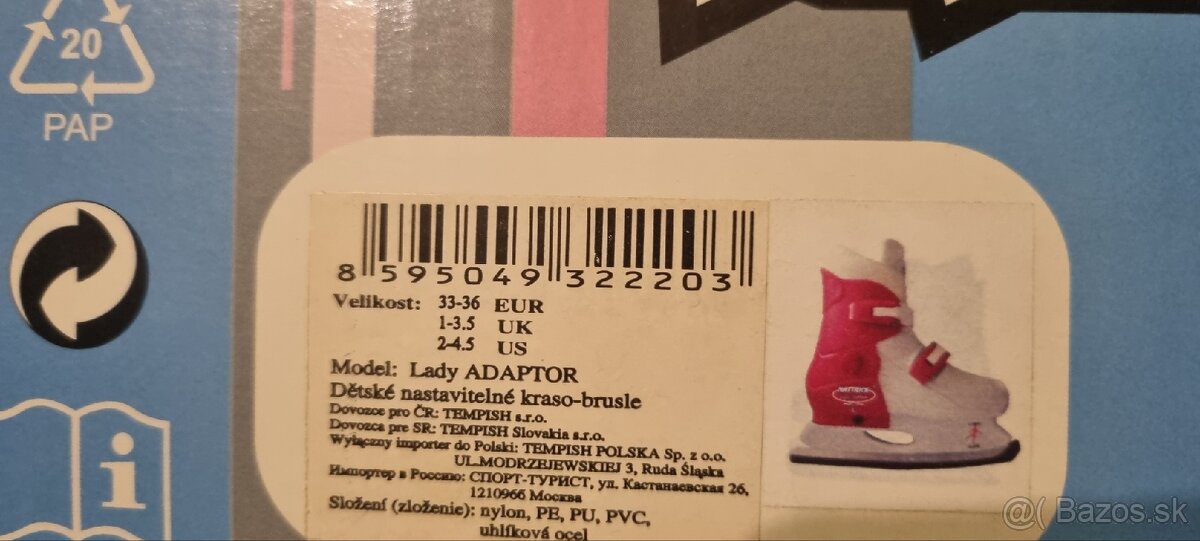 20
PAP
8 595049 322203
Velikost: 33-36 EUR
1-3.5 UK
2-4.5 US
Model: Lady ADAPTOR
Dětské nastavitelné kraso-brusle
Dovozce pro ČR: TEMPISH s.r.o.
Dovozca pre SR: TEMPISH Slovakia s.r.o.
Wyłączny importer do Polski: TEMPISH POLSKA Sp. z o.o.
UL.MODRZEJEWSKIEJ 3, Ruda Śląska
Импортер в Россию: СПОРТ-ТУРИСТ, ул. Кастанаевская 26,
1210966 Москва
Složení (zloženie): nylon, PE, PU, PVC,
uhlíková ocel
i
@( Bazos.sk